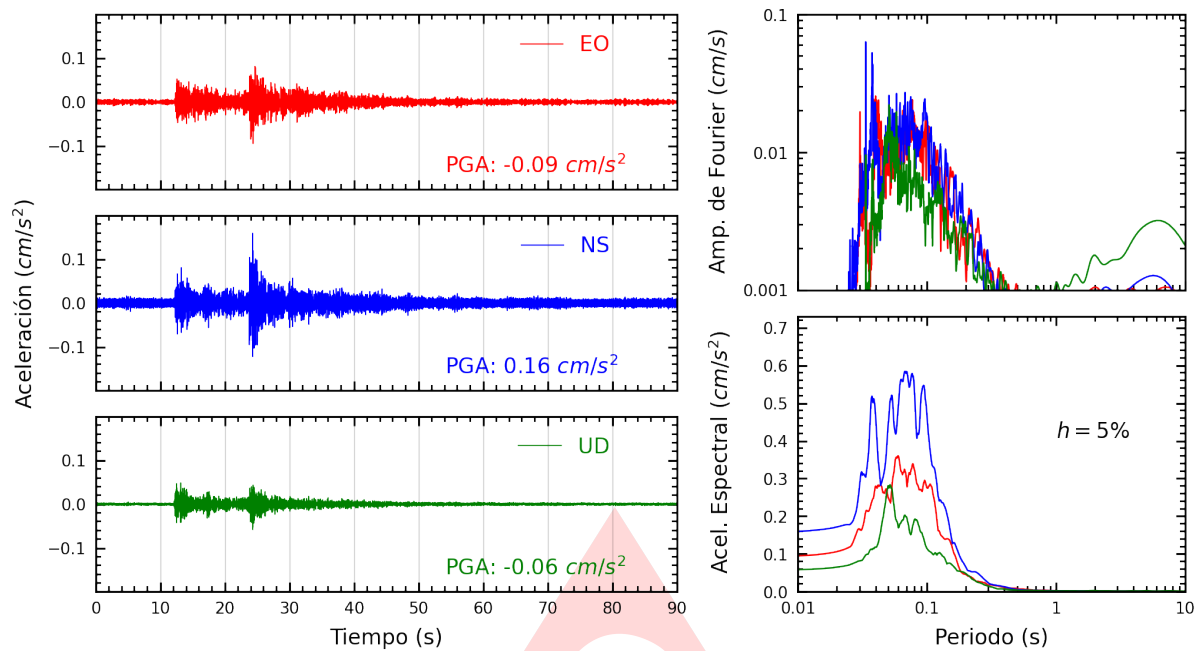 Aceleración (cm/s²)
0.1
0.0
−0.1
EO
PGA: -0.09 cm/s²
0.1
0.0
−0.1
NS
PGA: 0.16 cm/s²
0.1
0.0
−0.1
UD
PGA: -0.06 cm/s²
0 10 20 30 40 50 60 70 80 90
Tiempo (s)
Amp. de Fourier (cm/s)
0.1
0.01
0.001
Acel. Espectral (cm/s²)
0.7
0.6
0.5
0.4
0.3
0.2
0.1
0.0
h = 5%
0.01 0.1 1 10
Periodo (s)